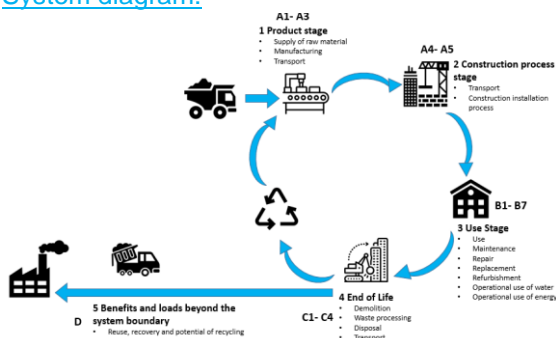 System diagram:
A1- A3
1 Product stage
• Supply of raw material
• Manufacturing
• Transport
A4- A5
2 Construction process
stage
• Transport
• Construction installation
process
B1- B7
3 Use Stage
• Use
• Maintenance
• Repair
• Replacement
• Refurbishment
• Operational use of water
• Operational use of energy
4 End of Life
C1- C4
• Demolition
• Waste processing
• Disposal
• Transport
5 Benefits and loads beyond the
D system boundary
• Reuse, recovery and potential of recycling